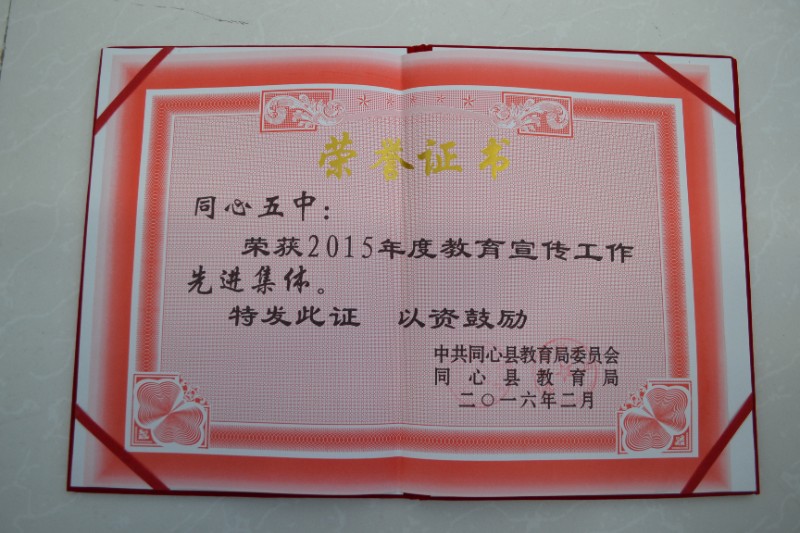 荣誉证书
同心五中：
荣获2015年度教育宣传工作
先进集体。
特发此证 以资鼓励
中共同心县教育局委员会
同心县教育局
二〇一六年二月